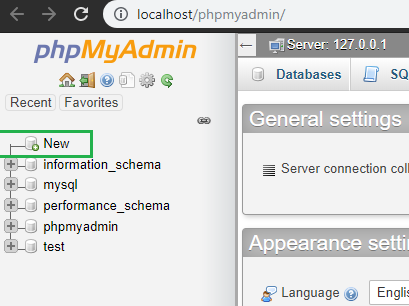 localhost/phpmyadmin/
phpMyAdmin
Recent Favorites
New
information_schema
mysql
performance_schema
phpmyadmin
test
Server: 127.0.0.1
Databases SQ
General settings
Server connection coll
Appearance settin
Language Englis